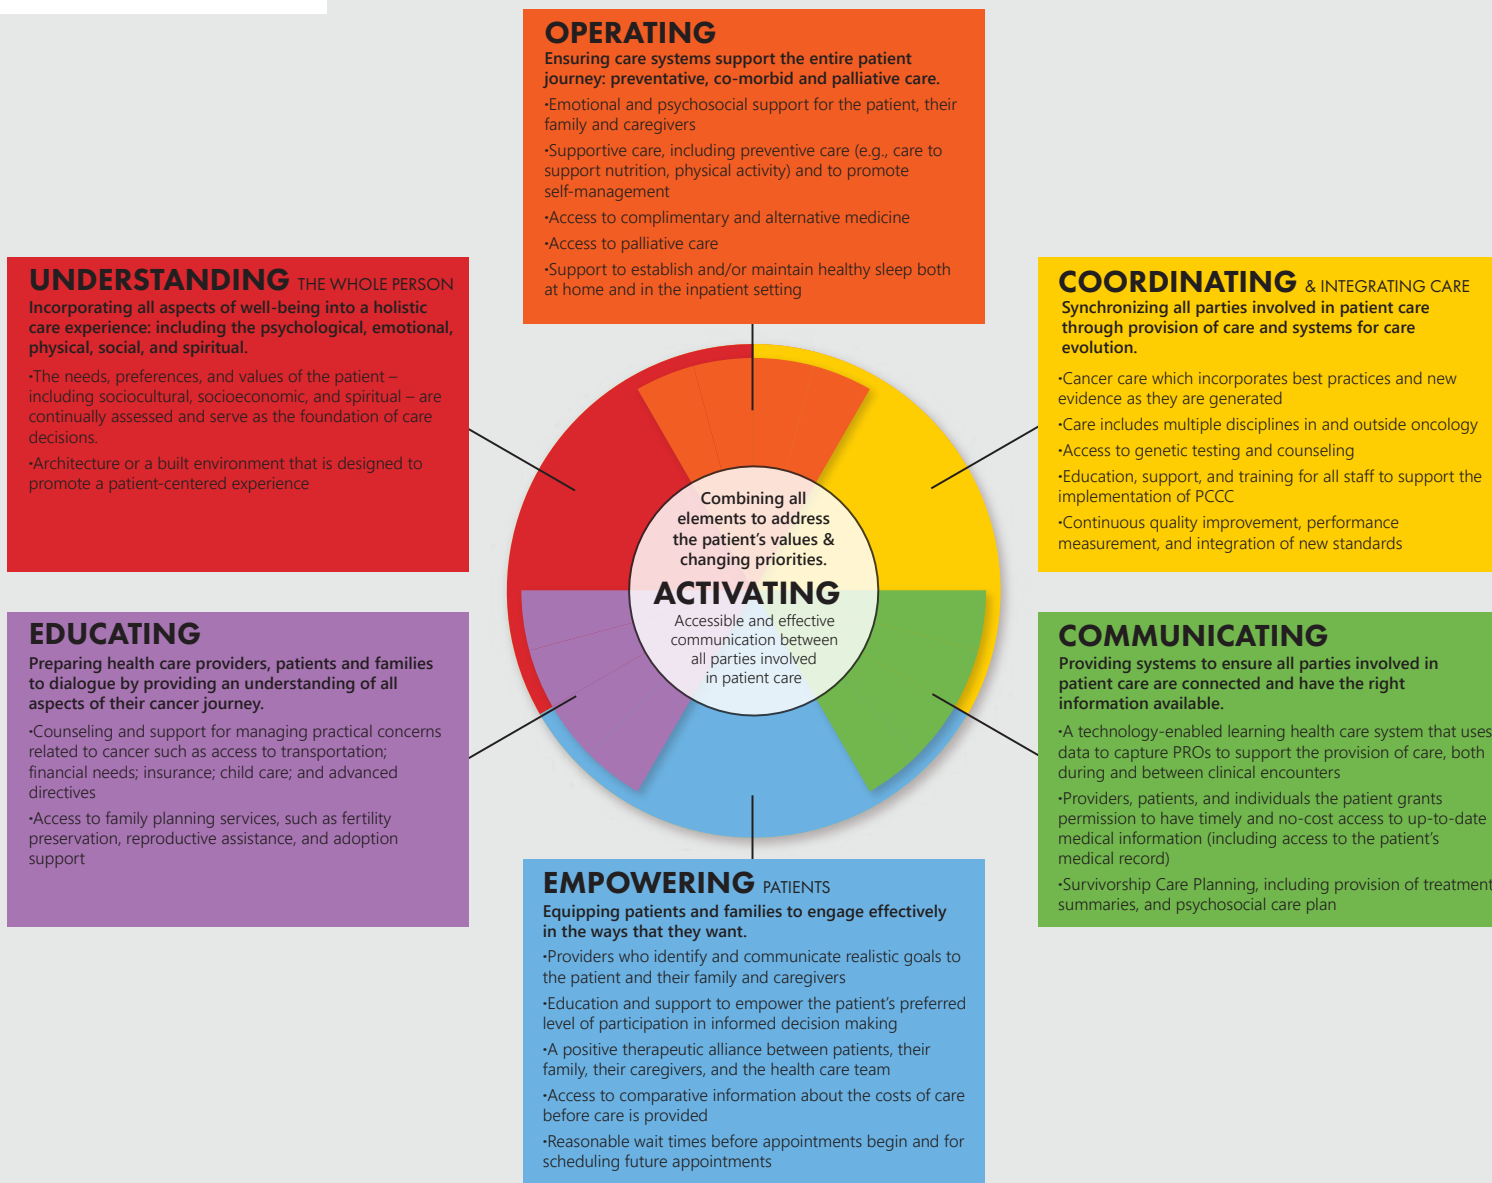 OPERATING
Ensuring care systems support the entire patient
journey: preventative, co-morbid and palliative care.
·Emotional and psychosocial support for the patient, their
family and caregivers
·Supportive care, including preventive care (e.g., care to
support nutrition, physical activity) and to promote
self-management
·Access to complimentary and alternative medicine
·Access to palliative care
·Support to establish and/or maintain healthy sleep both
at home and in the inpatient setting
UNDERSTANDING THE WHOLE PERSON
Incorporating all aspects of well-being into a holistic
care experience: including the psychological, emotional,
physical, social, and spiritual.
·The needs, preferences, and values of the patient –
including sociocultural, socioeconomic, and spiritual – are
continually assessed and serve as the foundation of care
decisions.
·Architecture or a built environment that is designed to
promote a patient-centered experience
COORDINATING & INTEGRATING CARE
Synchronizing all parties involved in patient care
through provision of care and systems for care
evolution.
·Cancer care which incorporates best practices and new
evidence as they are generated
·Care includes multiple disciplines in and outside oncology
·Access to genetic testing and counseling
·Education, support, and training for all staff to support the
implementation of PCCC
·Continuous quality improvement, performance
measurement, and integration of new standards
Combining all
elements to address
the patient’s values &
changing priorities.
ACTIVATING
Accessible and effective
communication between
all parties involved
in patient care
EDUCATING
Preparing health care providers, patients and families
to dialogue by providing an understanding of all
aspects of their cancer journey.
·Counseling and support for managing practical concerns
related to cancer such as access to transportation;
financial needs; insurance; child care; and advanced
directives
·Access to family planning services, such as fertility
preservation, reproductive assistance, and adoption
support
COMMUNICATING
Providing systems to ensure all parties involved in
patient care are connected and have the right
information available.
·A technology-enabled learning health care system that uses
data to capture PROs to support the provision of care, both
during and between clinical encounters
·Providers, patients, and individuals the patient grants
permission to have timely and no-cost access to up-to-date
medical information (including access to the patient’s
medical record)
·Survivorship Care Planning, including provision of treatment
summaries, and psychosocial care plan
EMPOWERING PATIENTS
Equipping patients and families to engage effectively
in the ways that they want.
·Providers who identify and communicate realistic goals to
the patient and their family and caregivers
·Education and support to empower the patient’s preferred
level of participation in informed decision making
·A positive therapeutic alliance between patients, their
family, their caregivers, and the health care team
·Access to comparative information about the costs of care
before care is provided
·Reasonable wait times before appointments begin and for
scheduling future appointments